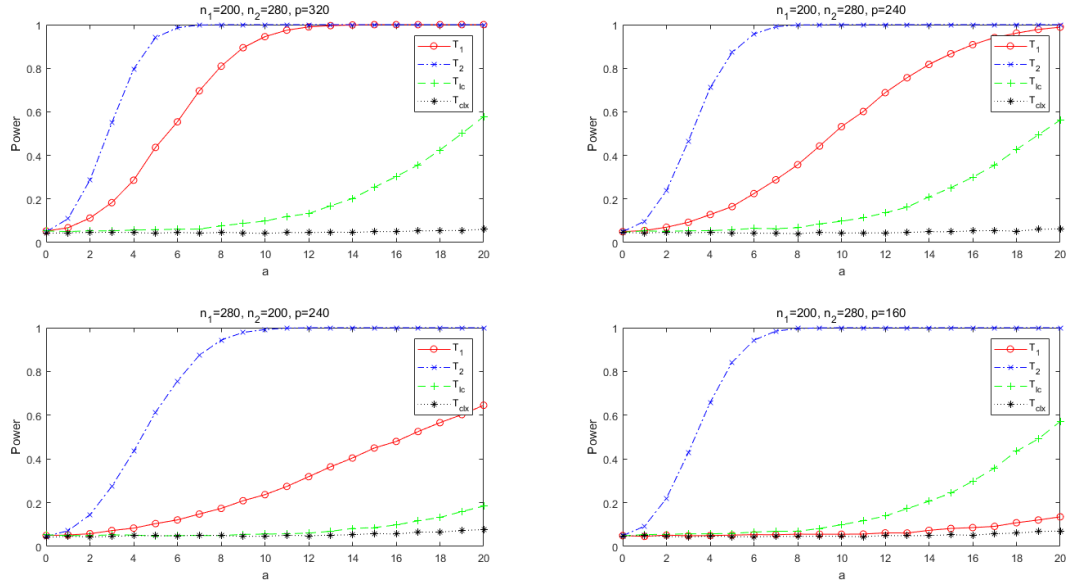 n1=200, n2=280, p=320
1
0.8
0.6
0.4
0.2
0
Power
0 2 4 6 8 10 12 14 16 18 20
a
T1
T2
Tlc
Tclx
n1=200, n2=280, p=240
1
0.8
0.6
0.4
0.2
0
Power
0 2 4 6 8 10 12 14 16 18 20
a
T1
T2
Tlc
Tclx
n1=280, n2=200, p=240
1
0.8
0.6
0.4
0.2
0
Power
0 2 4 6 8 10 12 14 16 18 20
a
T1
T2
Tlc
Tclx
n1=200, n2=280, p=160
1
0.8
0.6
0.4
0.2
0
Power
0 2 4 6 8 10 12 14 16 18 20
a
T1
T2
Tlc
Tclx